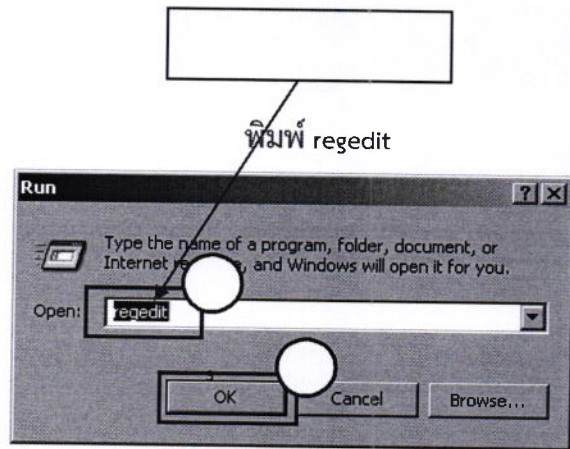 พิมพ์ regedit
Run
Type the name of a program, folder, document, or
Internet, and Windows will open it for you.
Open: regedit
OK Cancel Browse...